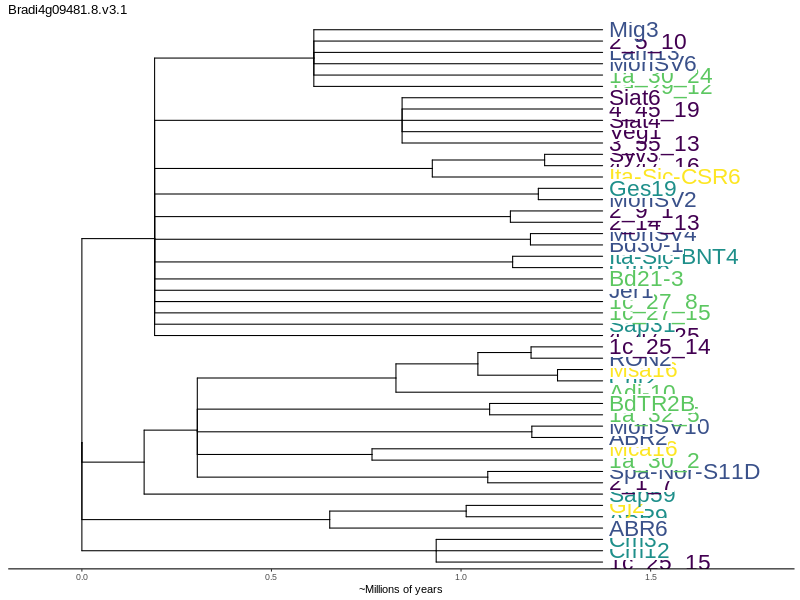 Bradi4g09481.8.v3.1
Mig3
2_5_10
MonSV6
1a_30_24
Siat6
4_45_19
Siat4
Veg1
3_55_13
Syv3
Ita-Sic-CSR6
Ges19
MonSV2
2_9_1
2_14_13
MonSV4
Bd30-1
Ita-Sic-BNT4
Bd21-3
Jer1
1c_27_8
1c_27_15
Sap31
1c_25_14
RON2
Msa16
Adi-10
BdTR2B
1a_32_5
MonSV10
ABR2
Mca16
1a_30_2
Spa-Nor-S11D
2_1_7
Sap59
ABR6
Cm3
Cm12
1c_25_15
0.0 0.5 1.0 1.5
~Millions of years